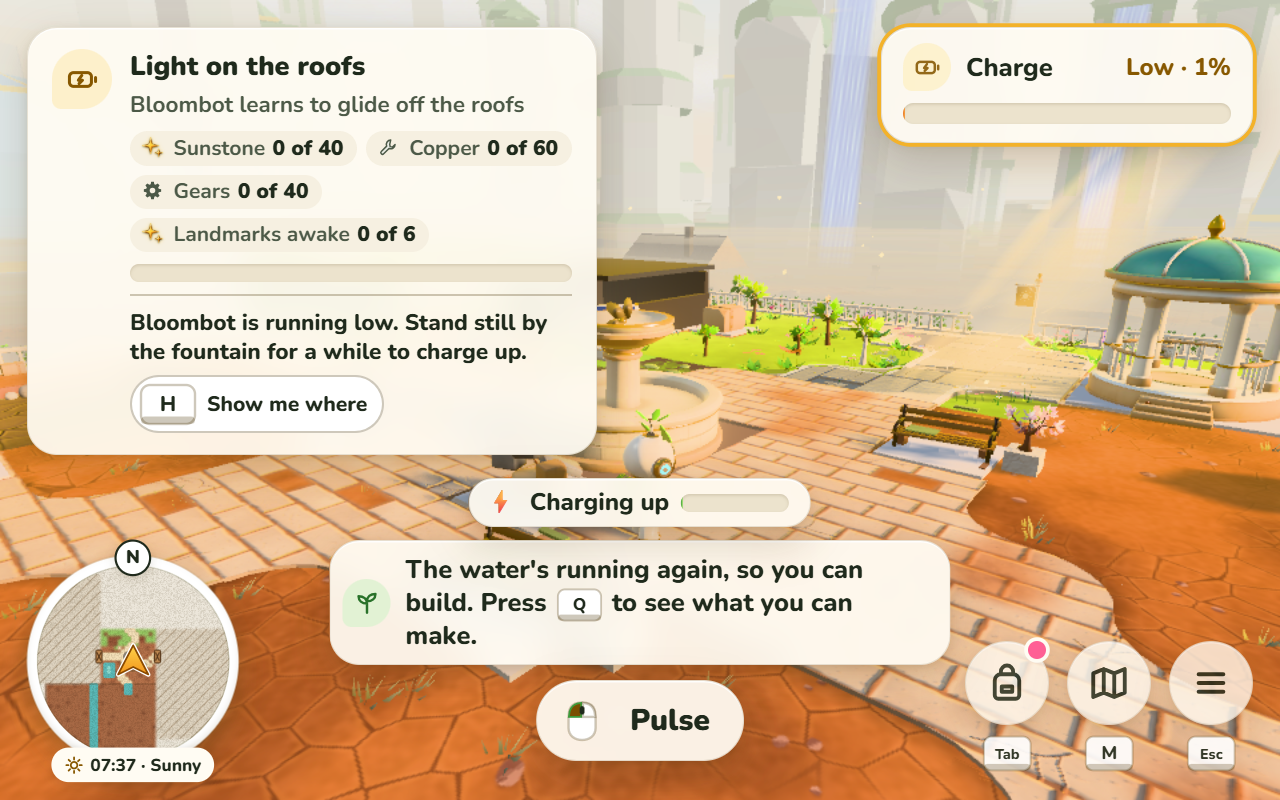 Light on the roofs
Bloombot learns to glide off the roofs
Sunstone 0 of 40
Copper 0 of 60
Gears 0 of 40
Landmarks awake 0 of 6
Bloombot is running low. Stand still by
the fountain for a while to charge up.
H Show me where
Charge Low · 1%
Charging up
The water's running again, so you can
build. Press Q to see what you can
make.
Pulse
N
07:37 · Sunny
Tab
M
Esc